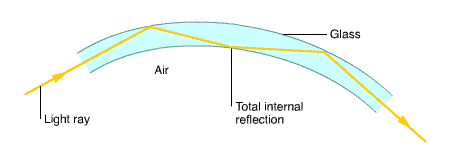 Glass
Air
Light ray
Total internal
reflection